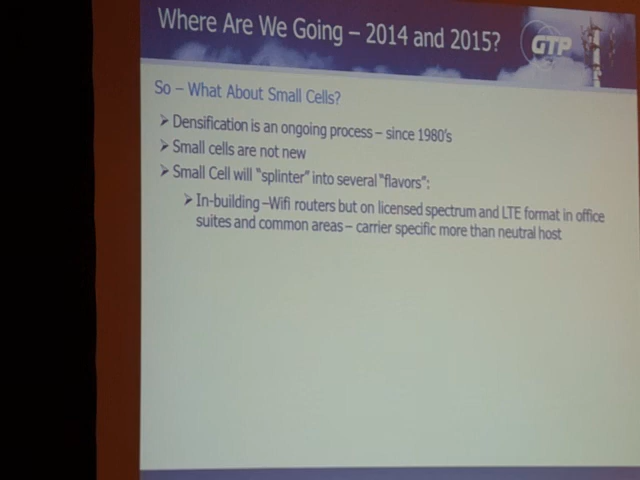 Where Are We Going – 2014 and 2015?
GTP
So – What About Small Cells?
➤ Densification is an ongoing process – since 1980's
➤ Small cells are not new
➤ Small Cell will "splinter" into several "flavors":
➤ In-building –Wifi routers but on licensed spectrum and LTE format in office
suites and common areas – carrier specific more than neutral host